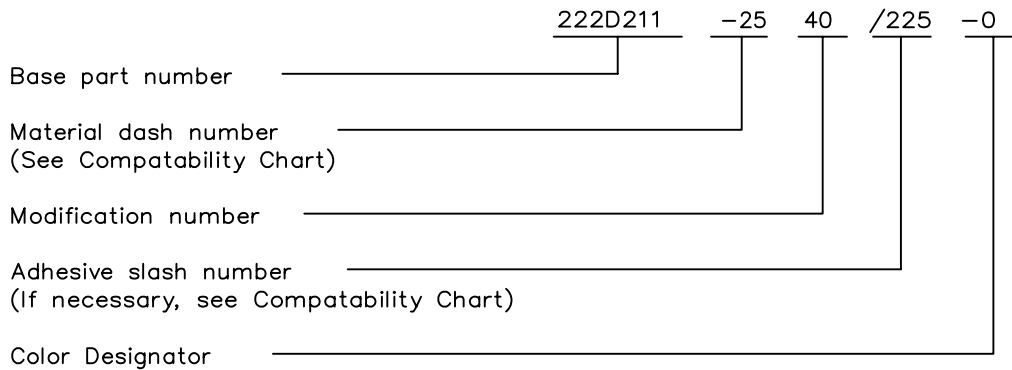 222D211 -25 40 /225 -0
Base part number
Material dash number
(See Compatability Chart)
Modification number
Adhesive slash number
(If necessary, see Compatability Chart)
Color Designator